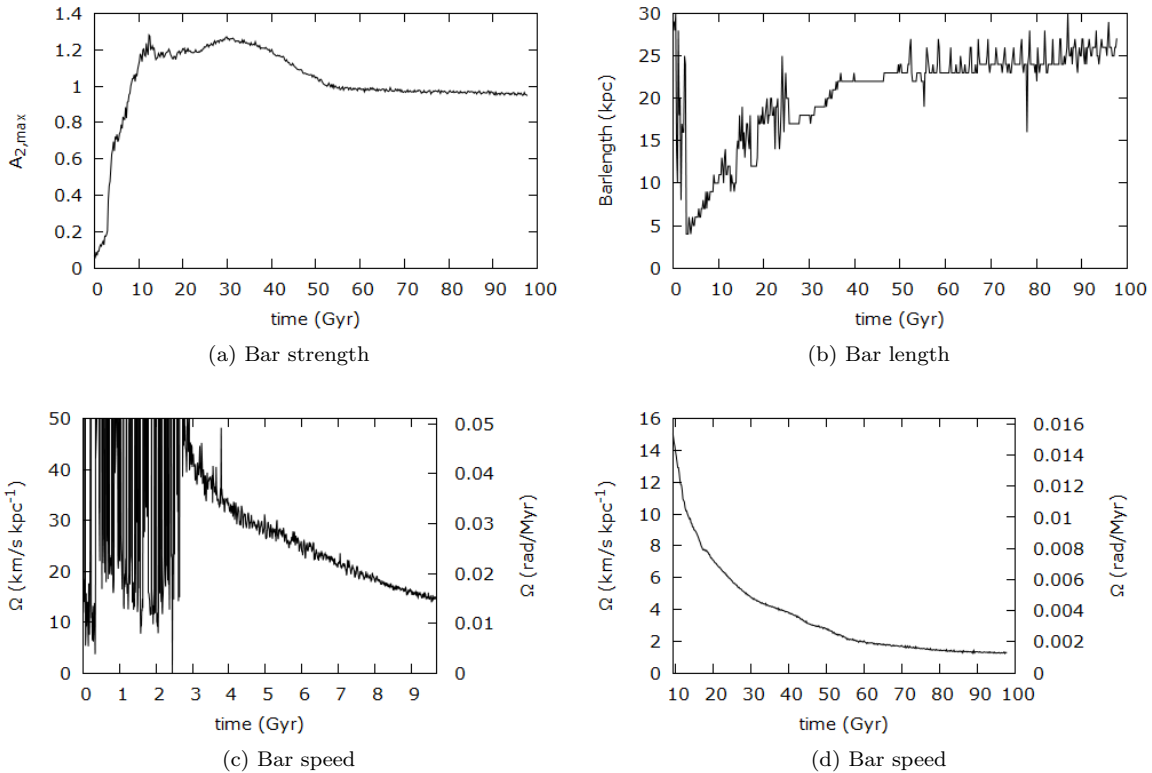 1.4
1.2
1
0.8
0.6
0.4
0.2
0
A2,max
0 10 20 30 40 50 60 70 80 90 100
time (Gyr)
(a) Bar strength
30
25
20
15
10
5
0
Barlength (kpc)
0 10 20 30 40 50 60 70 80 90 100
time (Gyr)
(b) Bar length
50
40
30
20
10
0
Ω (km/s kpc-1)
0.05
0.04
0.03
0.02
0.01
0
Ω (rad/Myr)
0 1 2 3 4 5 6 7 8 9
time (Gyr)
(c) Bar speed
16
14
12
10
8
6
4
2
0
Ω (km/s kpc-1)
0.016
0.014
0.012
0.01
0.008
0.006
0.004
0.002
0
Ω (rad/Myr)
10 20 30 40 50 60 70 80 90 100
time (Gyr)
(d) Bar speed